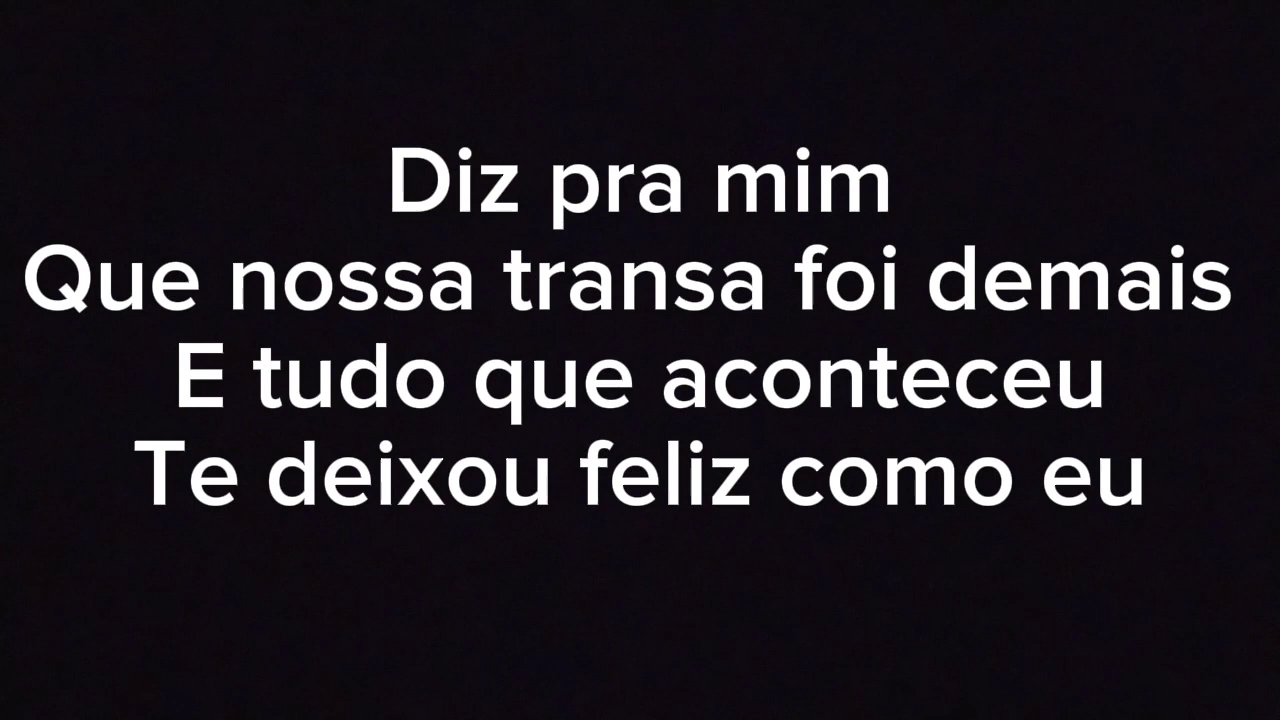 Diz pra mim
Que nossa transa foi demais
E tudo que aconteceu
Te deixou feliz como eu